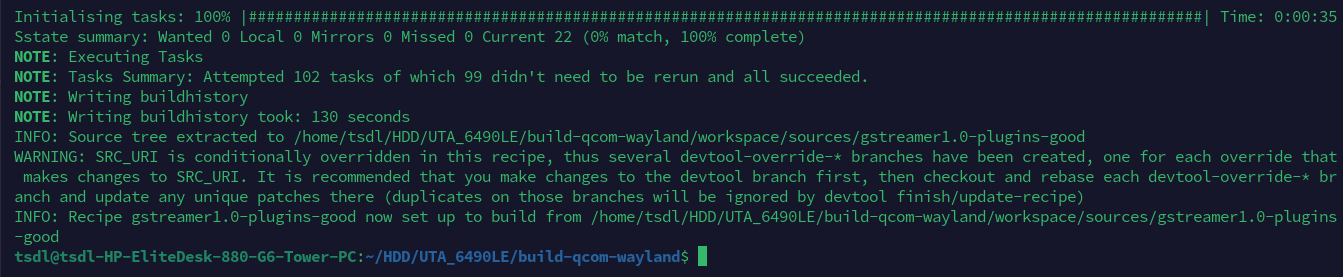 Initialising tasks: 100% |##########################################################################################################| Time: 0:00:35
Sstate summary: Wanted 0 Local 0 Mirrors 0 Missed 0 Current 22 (0% match, 100% complete)
NOTE: Executing Tasks
NOTE: Tasks Summary: Attempted 102 tasks of which 99 didn't need to be rerun and all succeeded.
NOTE: Writing buildhistory
NOTE: Writing buildhistory took: 130 seconds
INFO: Source tree extracted to /home/tsdl/HDD/UTA_6490LE/build-qcom-wayland/workspace/sources/gstreamer1.0-plugins-good
WARNING: SRC_URI is conditionally overridden in this recipe, thus several devtool-override-* branches have been created, one for each override that
 makes changes to SRC_URI. It is recommended that you make changes to the devtool branch first, then checkout and rebase each devtool-override-* br
anch and update any unique patches there (duplicates on those branches will be ignored by devtool finish/update-recipe)
INFO: Recipe gstreamer1.0-plugins-good now set up to build from /home/tsdl/HDD/UTA_6490LE/build-qcom-wayland/workspace/sources/gstreamer1.0-plugins
-good
tsdl@tsdl-HP-EliteDesk-880-G6-Tower-PC:~/HDD/UTA_6490LE/build-qcom-wayland$